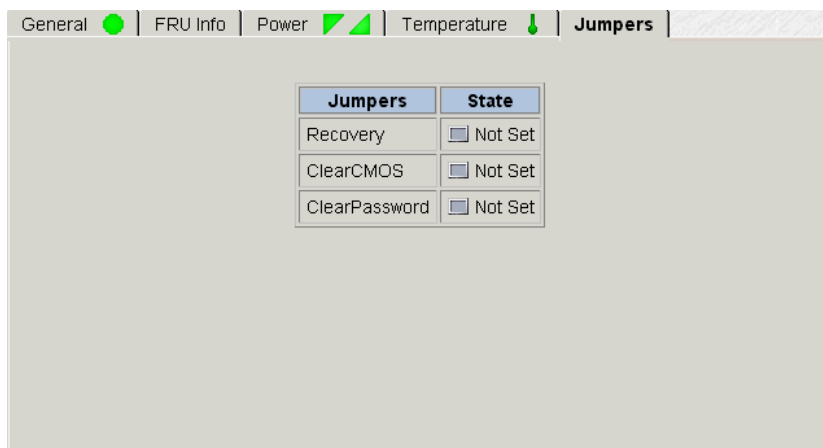 General FRU Info Power Temperature Jumpers
Jumpers State
Recovery Not Set
ClearCMOS Not Set
ClearPassword Not Set